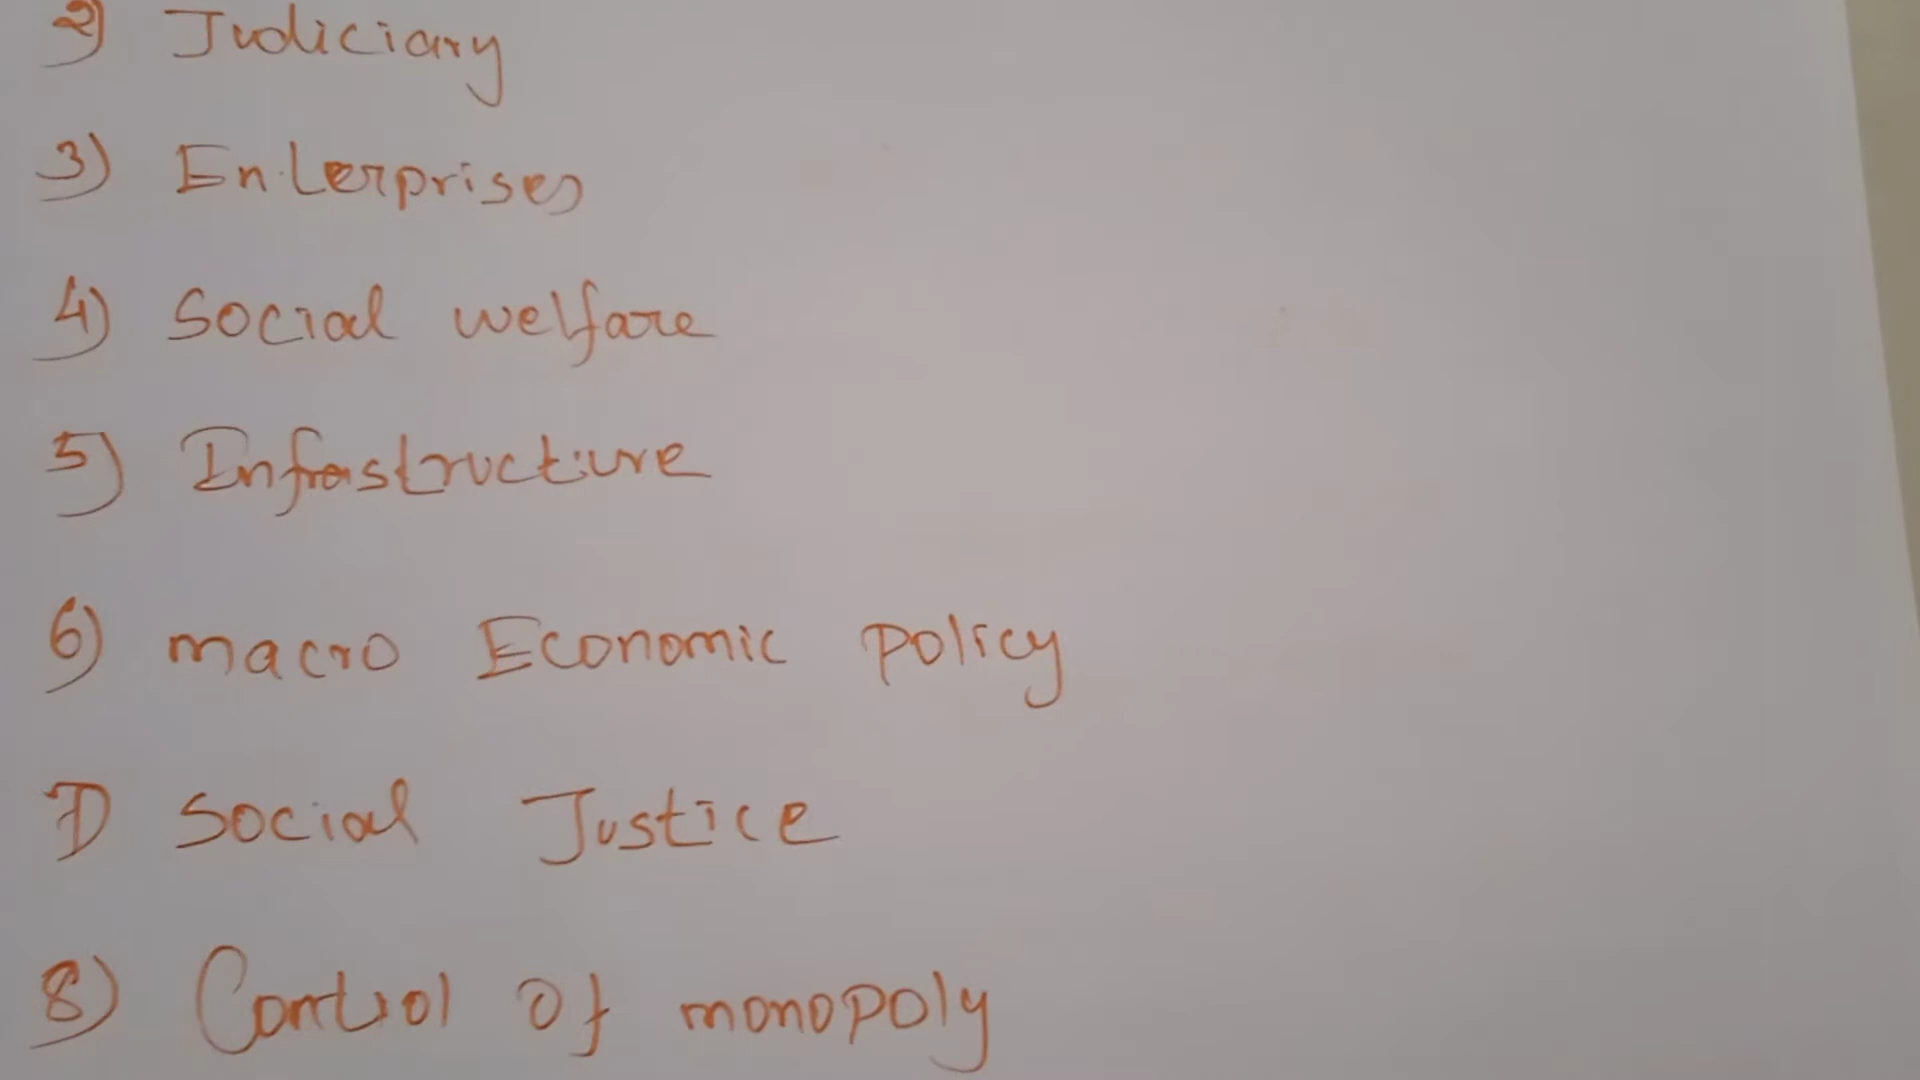 2) Judiciary
3) Enterprises
4) Social welfare
5) Infrastructure
6) macro Economic policy
7) Social Justice
8) Control of monopoly